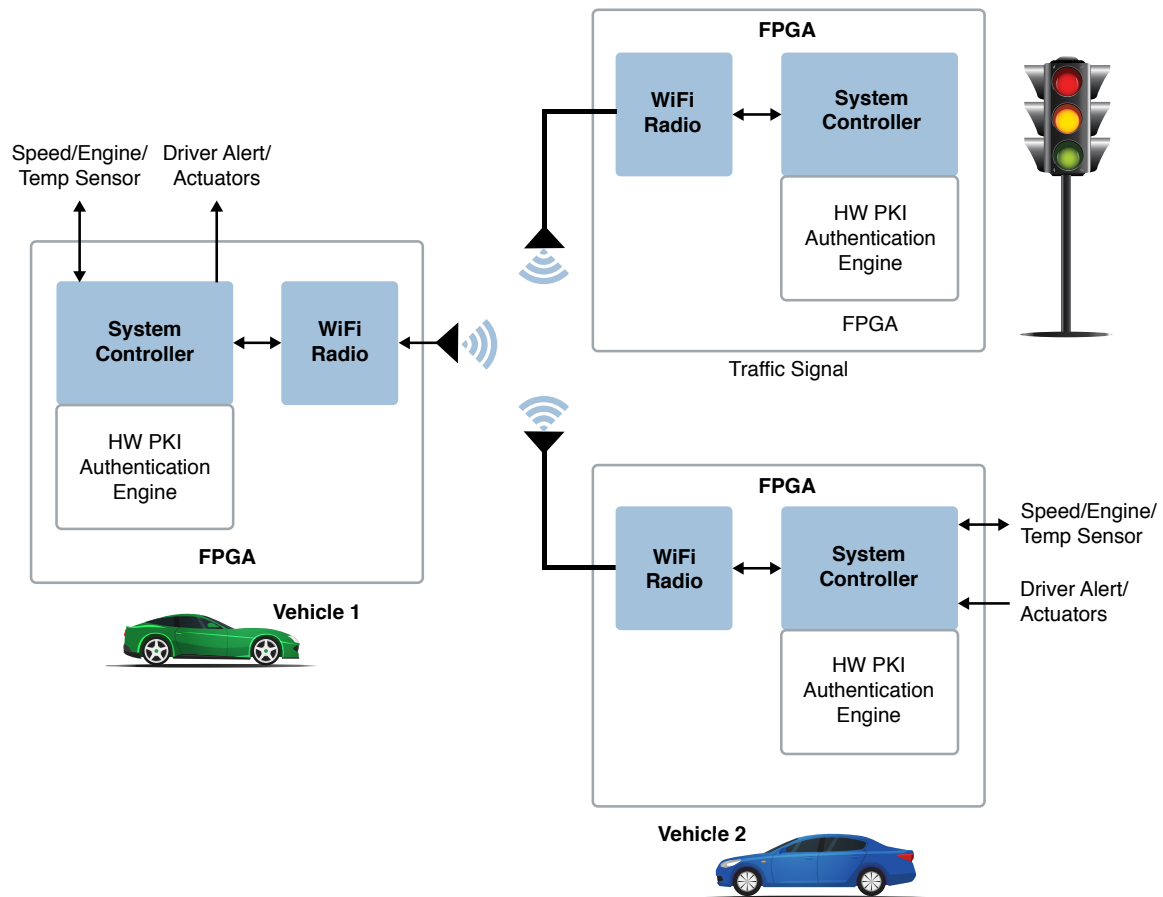 FPGA
WiFi
Radio
System
Controller
HW PKI
Authentication
Engine
FPGA
Traffic Signal
Speed/Engine/
Temp Sensor
Driver Alert/
Actuators
System
Controller
WiFi
Radio
HW PKI
Authentication
Engine
FPGA
Vehicle 1
FPGA
WiFi
Radio
System
Controller
HW PKI
Authentication
Engine
Speed/Engine/
Temp Sensor
Driver Alert/
Actuators
Vehicle 2